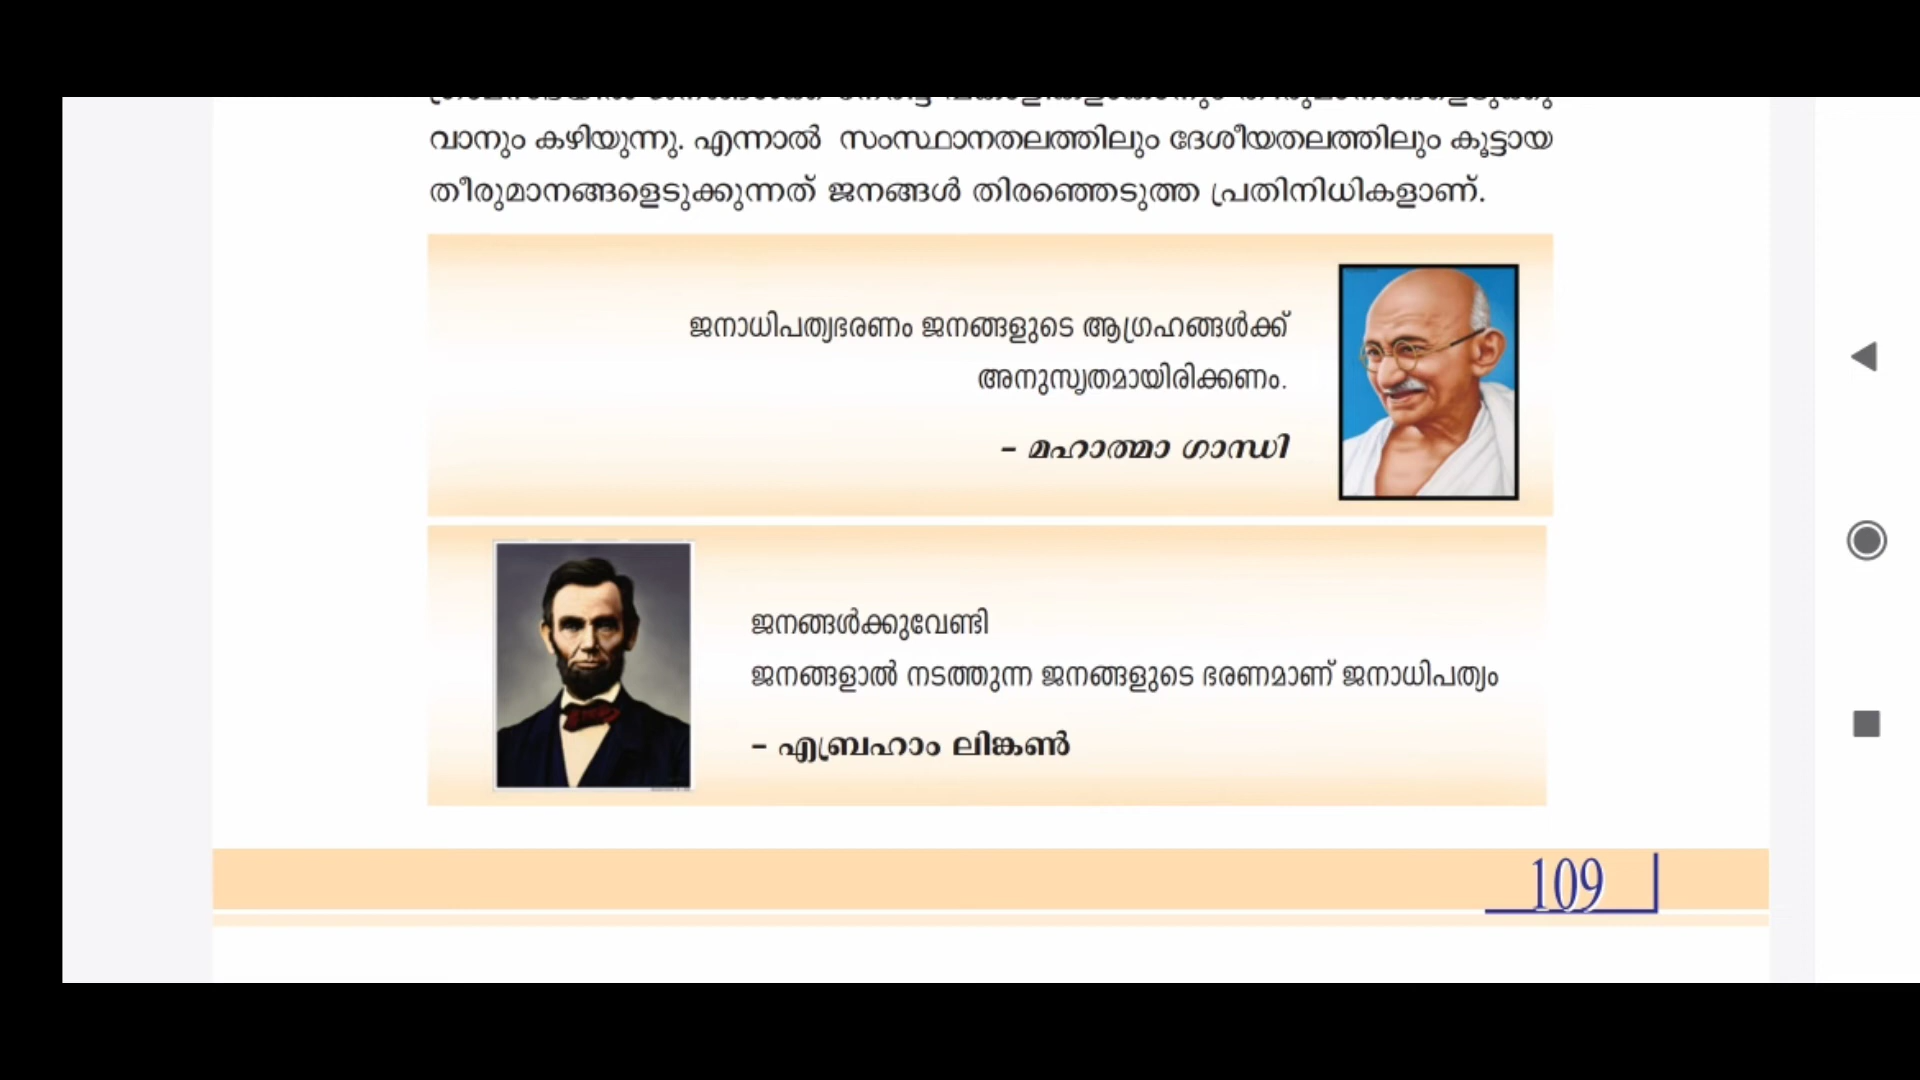 വാനും കഴിയുന്നു. എന്നാൽ സംസ്ഥാനതലത്തിലും ദേശീയതലത്തിലും കൂട്ടായ
തീരുമാനങ്ങളെടുക്കുന്നത് ജനങ്ങൾ തിരഞ്ഞെടുത്ത പ്രതിനിധികളാണ്.
ജനാധിപത്യഭരണം ജനങ്ങളുടെ ആഗ്രഹങ്ങൾക്ക്
അനുസൃതമായിരിക്കണം.
– മഹാത്മാ ഗാന്ധി
ജനങ്ങൾക്കുവേണ്ടി
ജനങ്ങളാൽ നടത്തുന്ന ജനങ്ങളുടെ ഭരണമാണ് ജനാധിപത്യം
– എബ്രഹാം ലിങ്കൺ
109